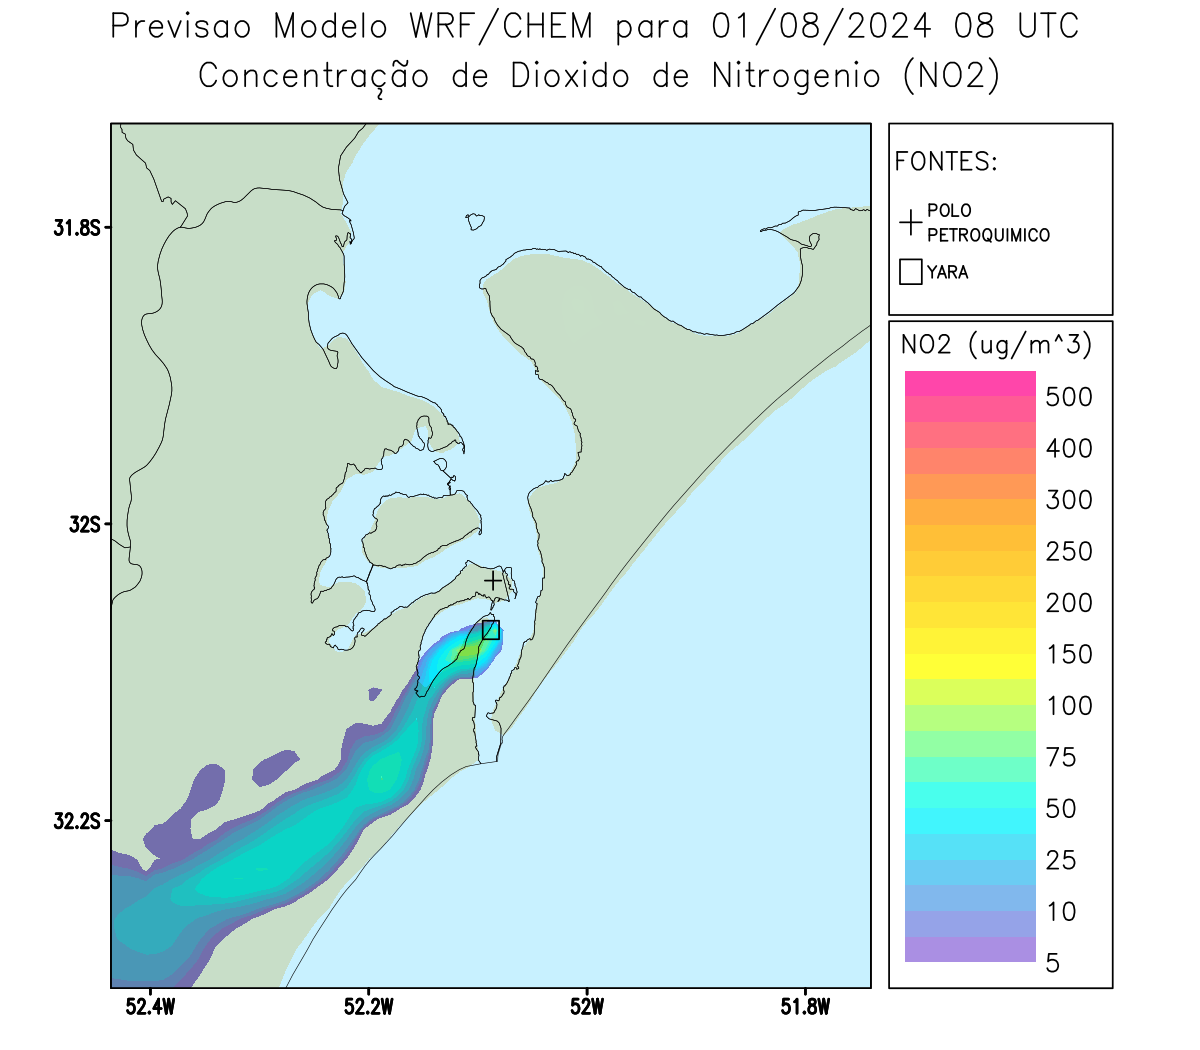 Previsao Modelo WRF/CHEM para 01/08/2024 08 UTC
Concentração de Dioxido de Nitrogenio (NO2)
FONTES:
POLO
PETROQUIMICO
YARA
NO2 (ug/m^3)
500
400
300
250
200
150
100
75
50
25
10
5
31.8S
32S
32.2S
52.4W
52.2W
52W
51.8W